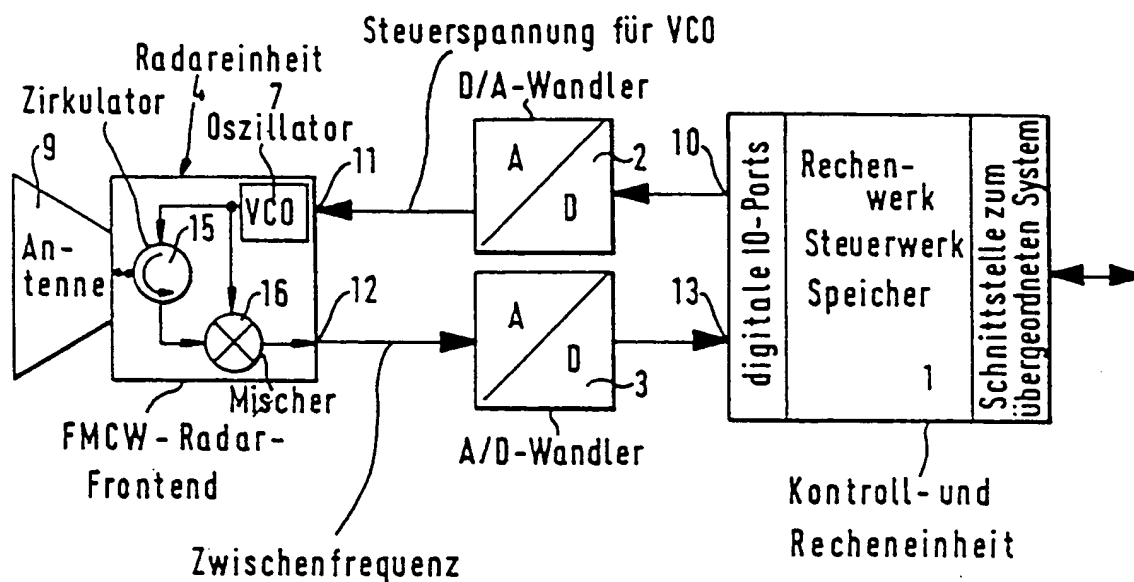 Steuerspannung für VCO
Radareinheit
4
Zirkulator
7
Oszillator
D/A-Wandler
9
11
A
2
D
10
VCO
15
An-
tenne
16
12
A
D
3
13
Mischer
FMCW-Radar-
Frontend
A/D-Wandler
Zwischenfrequenz
digitale IO-Ports
Rechen-
werk
Steuerwerk
Speicher
1
Schnittstelle zum
übergeordneten System
Kontroll- und
Recheneinheit